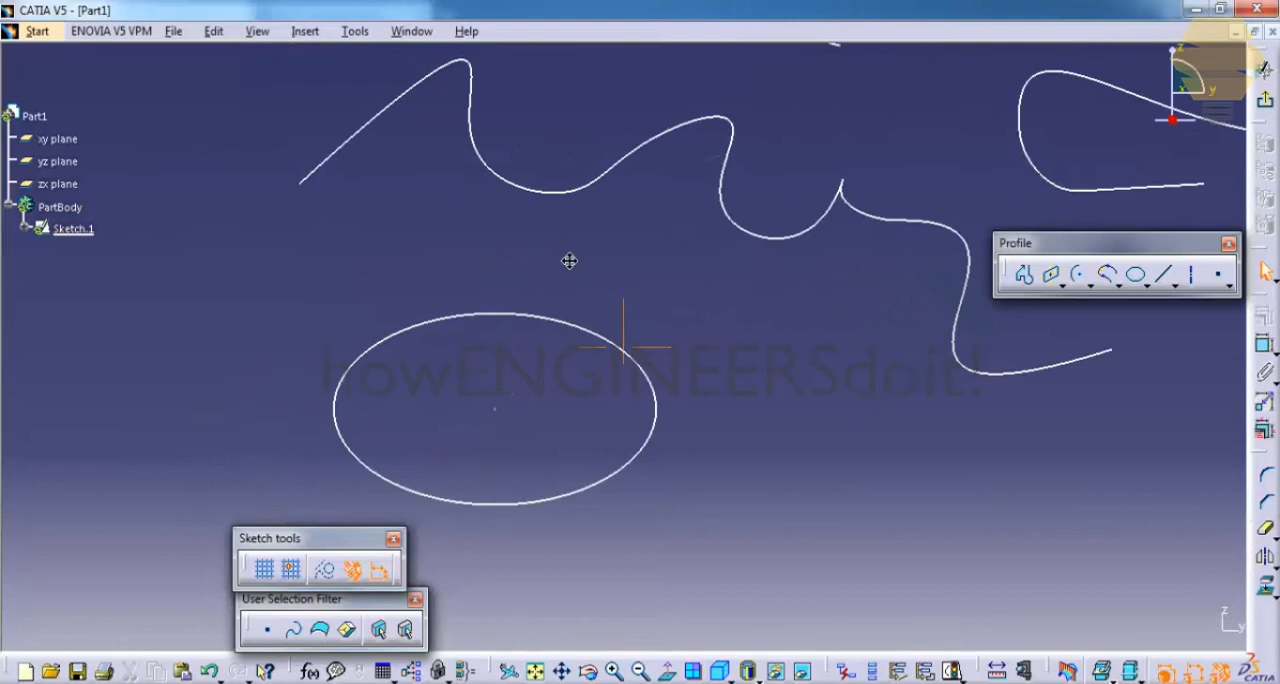 CATIA V5 - [Part1]
Start ENOVIA V5 VPM File Edit View Insert Tools Window Help
z
x y
Part1
xy plane
yz plane
zx plane
PartBody
Sketch.1
Profile
howENGINEERSdoit!
Sketch tools
User Selection Filter
z
y
f(x)
CATIA